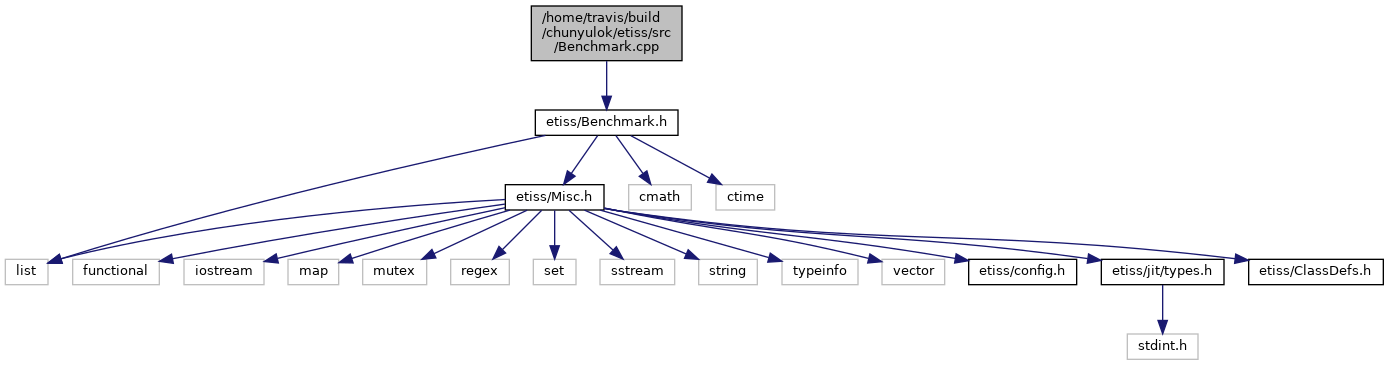 /home/travis/build
/chunyulok/etiss/src
/Benchmark.cpp
etiss/Benchmark.h
etiss/Misc.h
cmath
ctime
list
functional
iostream
map
mutex
regex
set
sstream
string
typeinfo
vector
etiss/config.h
etiss/jit/types.h
etiss/ClassDefs.h
stdint.h